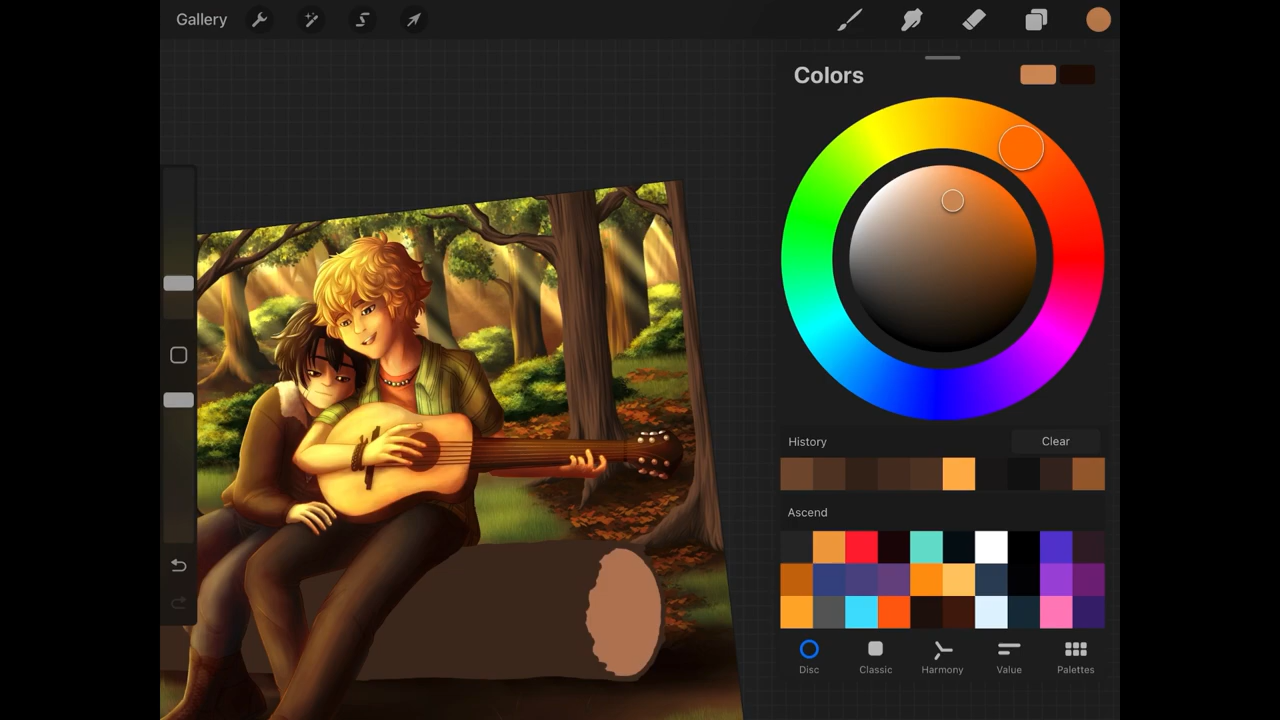 Gallery
Colors
History
Clear
Ascend
Disc
Classic
Harmony
Value
Palettes